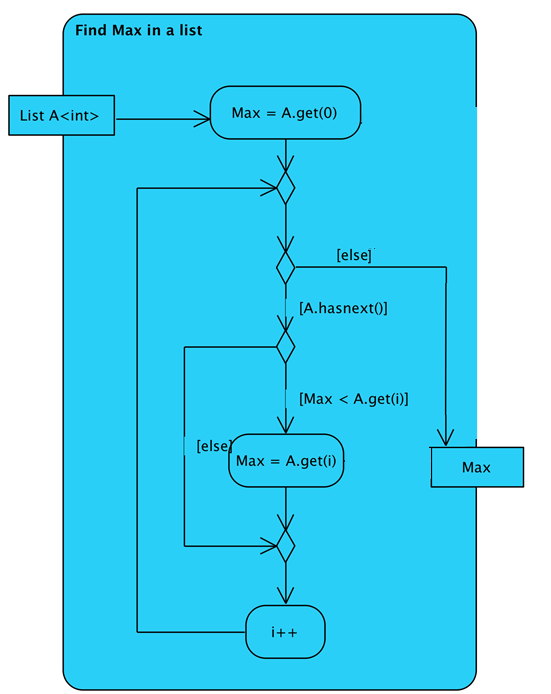 Find Max in a list
List A<int>
Max = A.get(0)
[else]
[A.hasnext()]
[Max < A.get(i)]
[else]
Max = A.get(i)
Max
i++